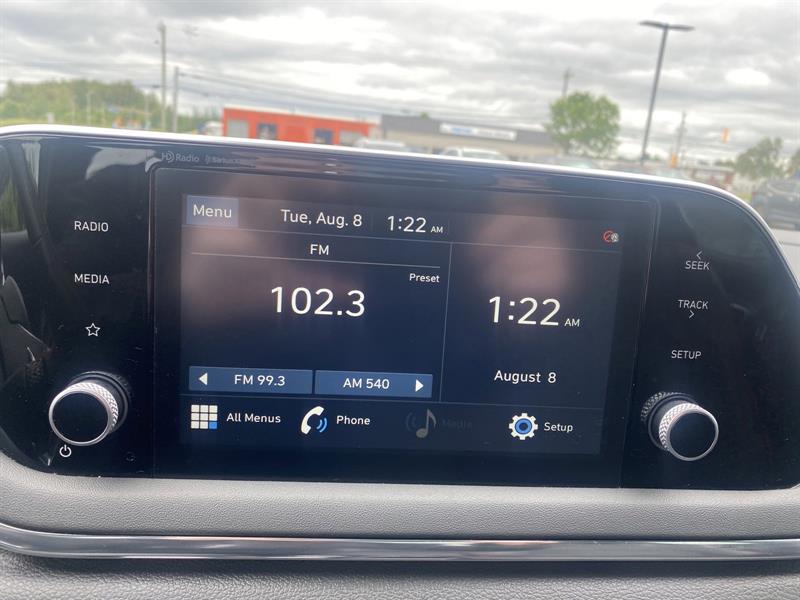 HD Radio SiriusXM
RADIO
MEDIA
Menu
Tue, Aug. 8
1:22 AM
FM
Preset
102.3
FM 99.3
AM 540
1:22 AM
August 8
All Menus
Phone
Media
Setup
SEEK
TRACK
SETUP